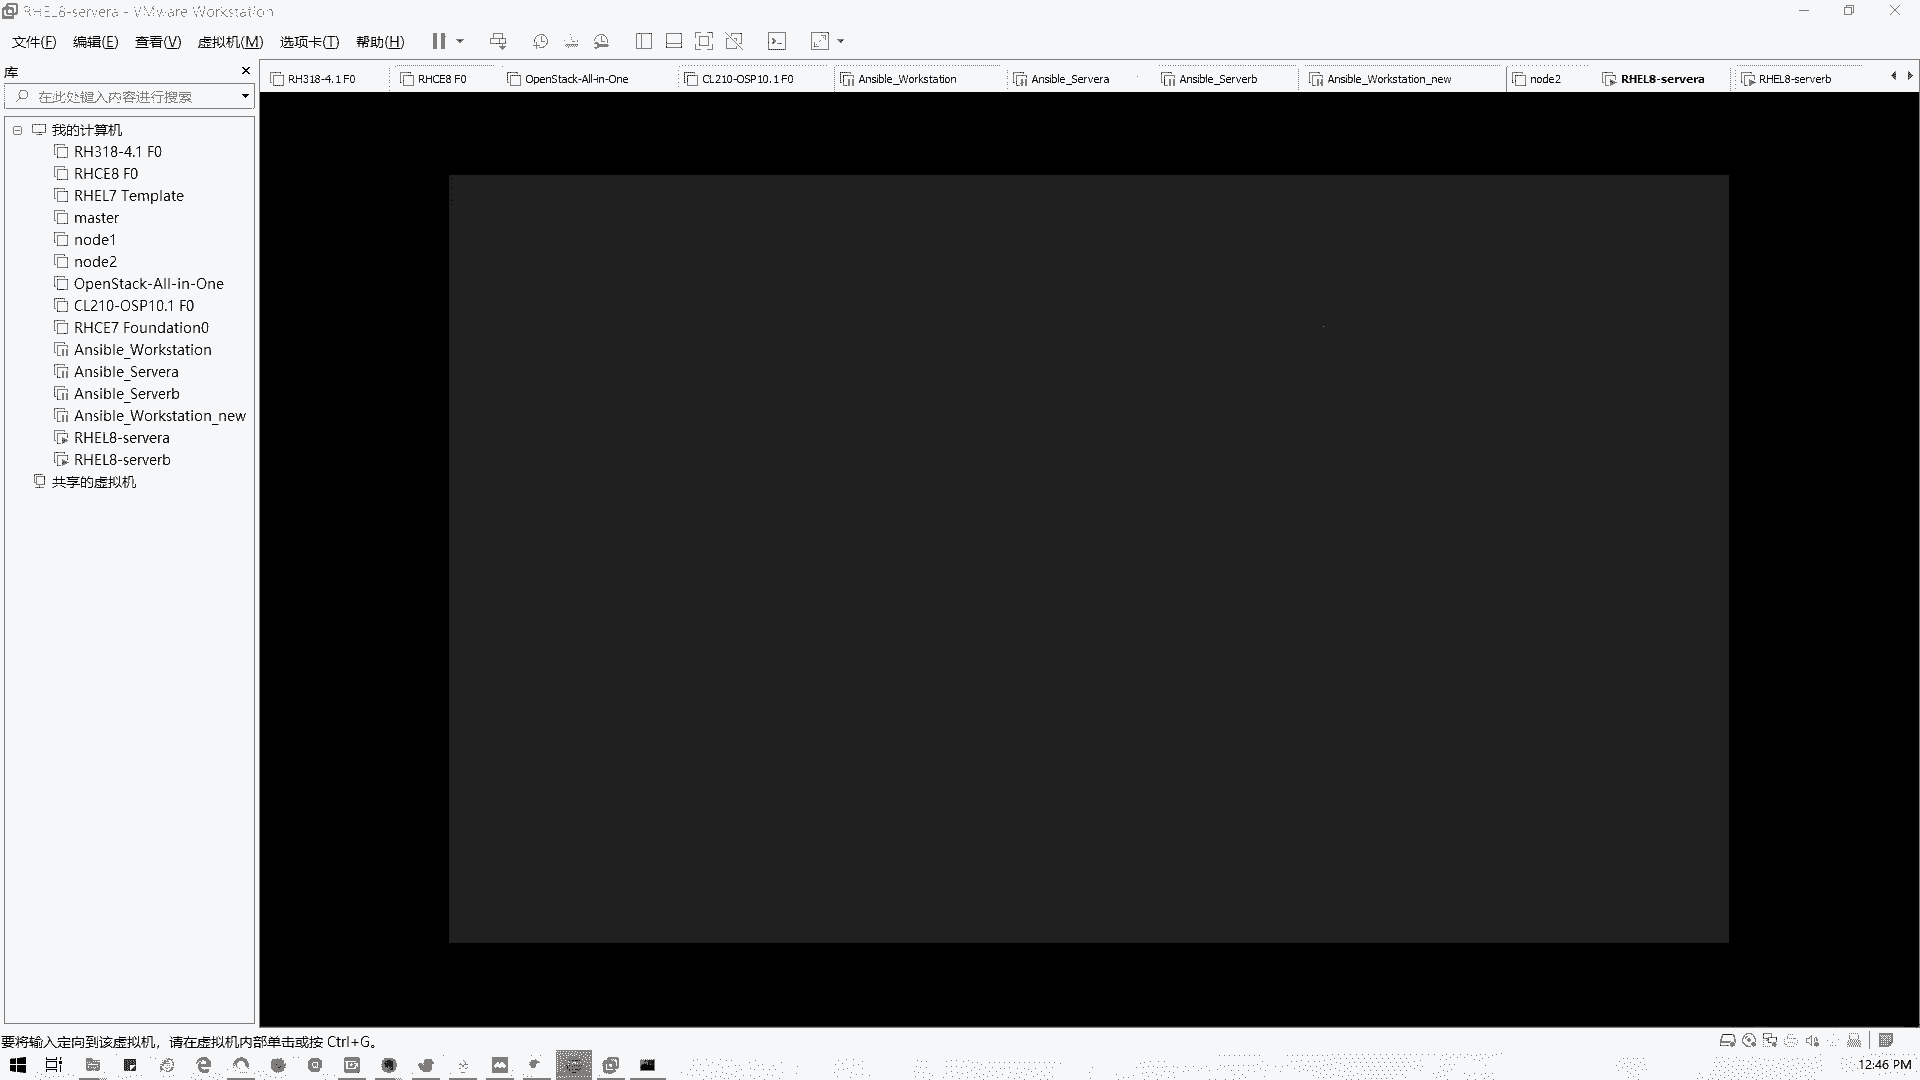 RHEL8-servera - VMware Workstation
文件(F) 编辑(E) 查看(V) 虚拟机(M) 选项卡(T) 帮助(H)
库
在此处键入内容进行搜索
我的计算机
RH318-4.1 F0
RHCE8 F0
RHEL7 Template
master
node1
node2
OpenStack-All-in-One
CL210-OSP10.1 F0
RHCE7 Foundation0
Ansible_Workstation
Ansible_Servera
Ansible_Serverb
Ansible_Workstation_new
RHEL8-servera
RHEL8-serverb
共享的虚拟机
RH318-4.1 F0 RHCE8 F0 OpenStack-All-in-One CL210-OSP10.1 F0 Ansible_Workstation Ansible_Servera Ansible_Serverb Ansible_Workstation_new node2 RHEL8-servera RHEL8-serverb
要将输入定向到该虚拟机，请在虚拟机内部单击或按 Ctrl+G。
12:46 PM